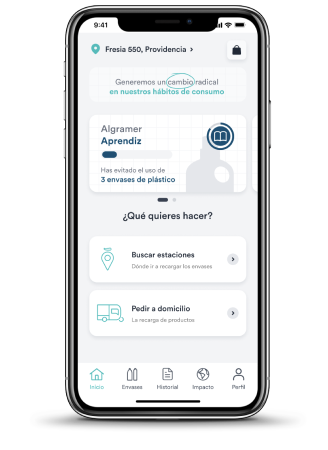 9:41
Fresia 550, Providencia
Generemos un cambio radical
en nuestros hábitos de consumo
Algramer
Aprendiz
Has evitado el uso de
3 envases de plástico
¿Qué quieres hacer?
Buscar estaciones
Dónde ir a recargar los envases
Pedir a domicilio
La recarga de productos
Inicio
Envases
Historial
Impacto
Perfil